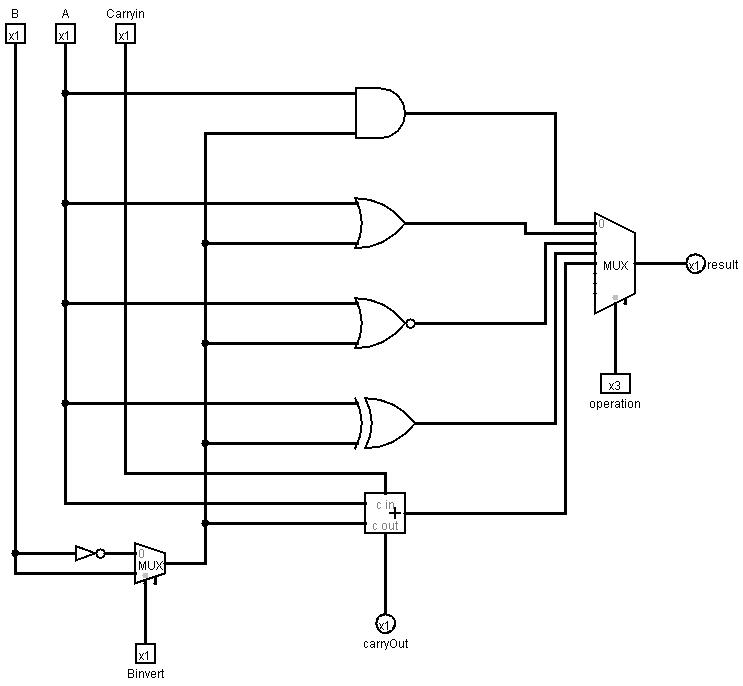 B A Carryin
x1 x1 x1
0
MUX
x1 result
x3
operation
c in
+
c out
0
MUX
x1
carryOut
x1
Binvert